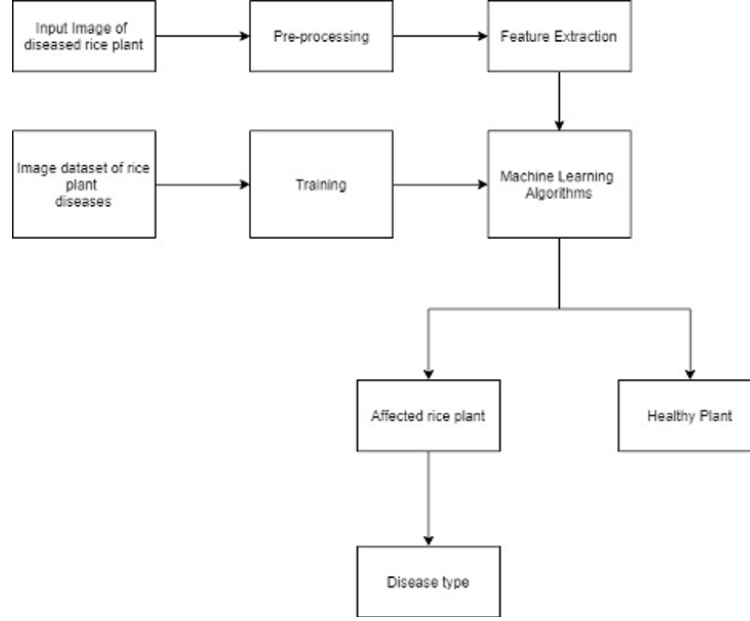 Input Image of
diseased rice plant
Pre-processing
Feature Extraction
Image dataset of rice
plant
diseases
Training
Machine Learning
Algorithms
Affected rice plant
Healthy Plant
Disease type